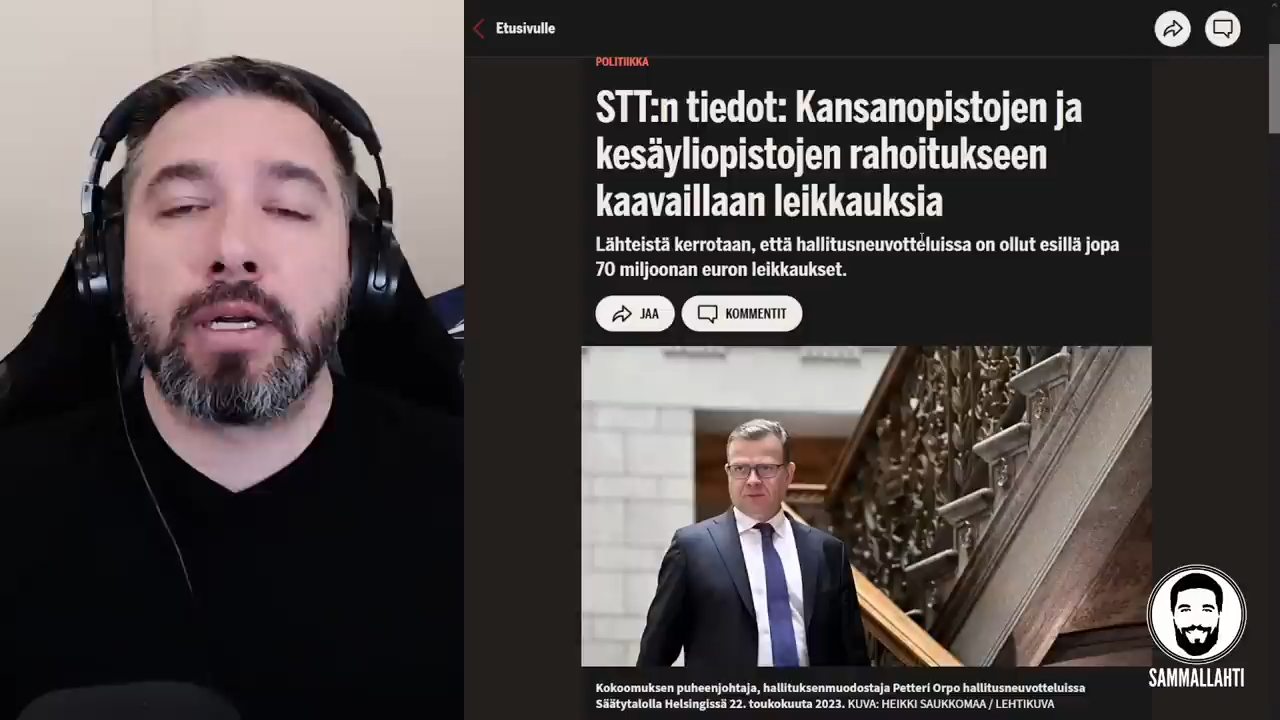 Etusivulle
POLITIIKKA
STT:n tiedot: Kansanopistojen ja
kesäyliopistojen rahoitukseen
kaavaillaan leikkauksia
Lähteistä kerrotaan, että hallitusneuvotteluissa on ollut esillä jopa
70 miljoonan euron leikkaukset.
JAA
KOMMENTIT
Kokoomuksen puheenjohtaja, hallituksenmuodostaja Petteri Orpo hallitusneuvotteluissa
Säätytalolla Helsingissä 22. toukokuuta 2023. KUVA: HEIKKI SAUKKOMAA / LEHTIKUVA
SAMMALLAHTI